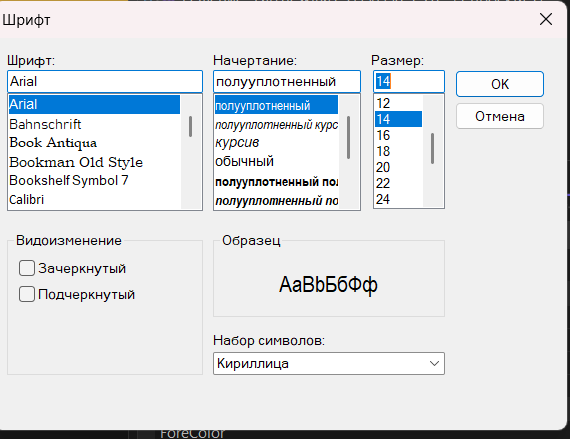 Шрифт
Шрифт:
Начертание:
Размер:
Arial
полууплотненный
14
OK
Отмена
Arial
Bahnschrift
Book Antiqua
Bookman Old Style
Bookshelf Symbol 7
Calibri
полууплотненный
полууплотненный курс
курсив
обычный
полууплотненный пол
полууплотненный по
12
14
16
18
20
22
24
Видоизменение
Зачеркнутый
Подчеркнутый
Образец
АаBbБбФф
Набор символов:
Кириллица
ForeColor